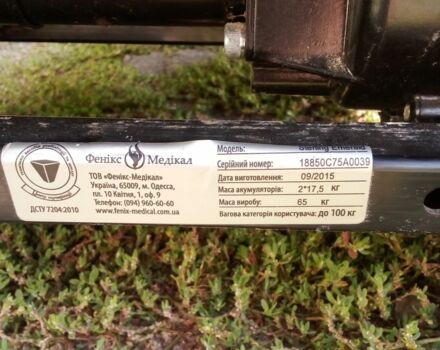 Фенікс Медікал
ТОВ «Фенікс-Медікал»
Україна, 65009, м. Одеса,
пл. 10 Квітня, 1, оф. 9
Телефон: (094) 960-60-60
www.fenix-medical.com.ua
ДСТУ 7204:2010
Модель:
Серійний номер: 18850C75A0039
Дата виготовлення: 09/2015
Маса акумуляторів: 2*17,5 кг
Маса виробу: 65 кг
Вагова категорія користувача: до 100 кг